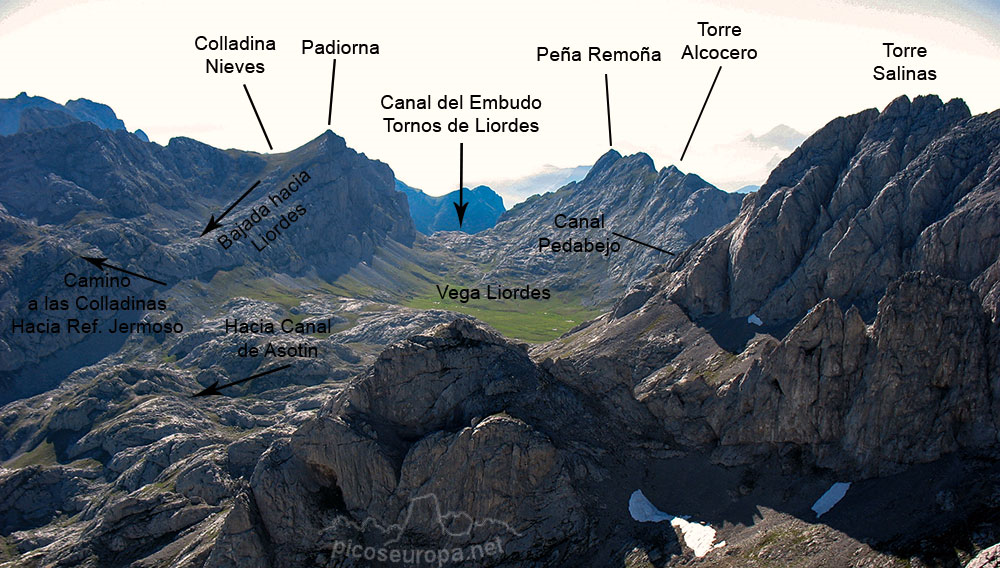 Colladina
Nieves
Padiorna
Canal del Embudo
Tornos de Liordes
Peña Remoña
Torre
Alcocero
Torre
Salinas
Bajada hacia
Liordes
Canal
Pedabejo
Camino
a las Colladinas
Hacia Ref. Jermoso
Vega Liordes
Hacia Canal
de Asotin
picoseuropa.net